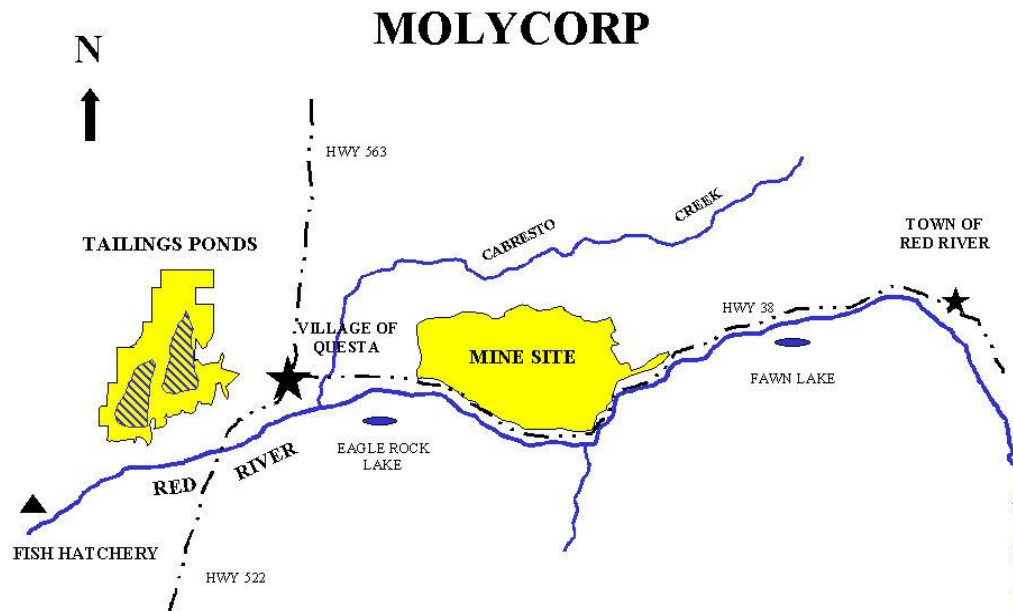 MOLYCORP
N
HWY 563
CABRESTO CREEK
TOWN OF
RED RIVER
TAILINGS PONDS
HWY 38
VILLAGE OF
QUESTA
MINE SITE
FAWN LAKE
EAGLE ROCK
LAKE
RED RIVER
FISH HATCHERY
HWY 522